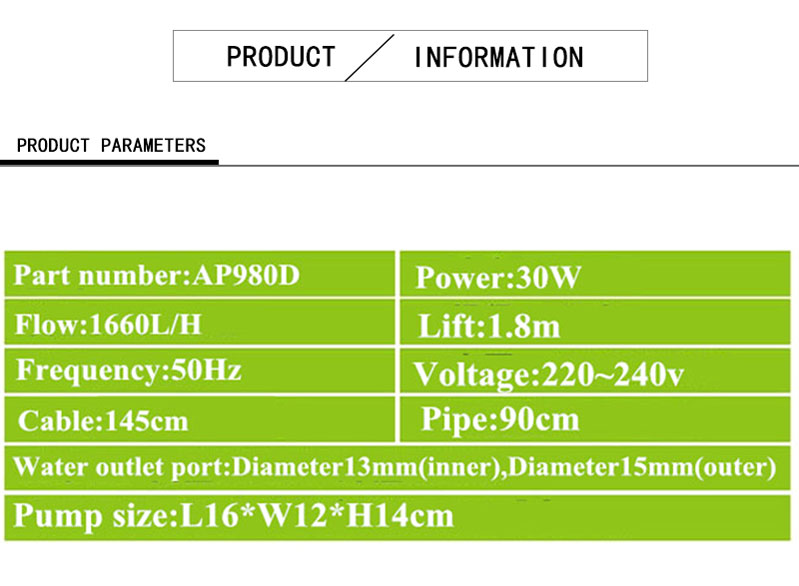 PRODUCT / INFORMATION
PRODUCT PARAMETERS
Part number:AP980D
Power:30W
Flow:1660L/H
Lift:1.8m
Frequency:50Hz
Voltage:220~240v
Cable:145cm
Pipe:90cm
Water outlet port:Diameter13mm(inner),Diameter15mm(outer)
Pump size:L16*W12*H14cm